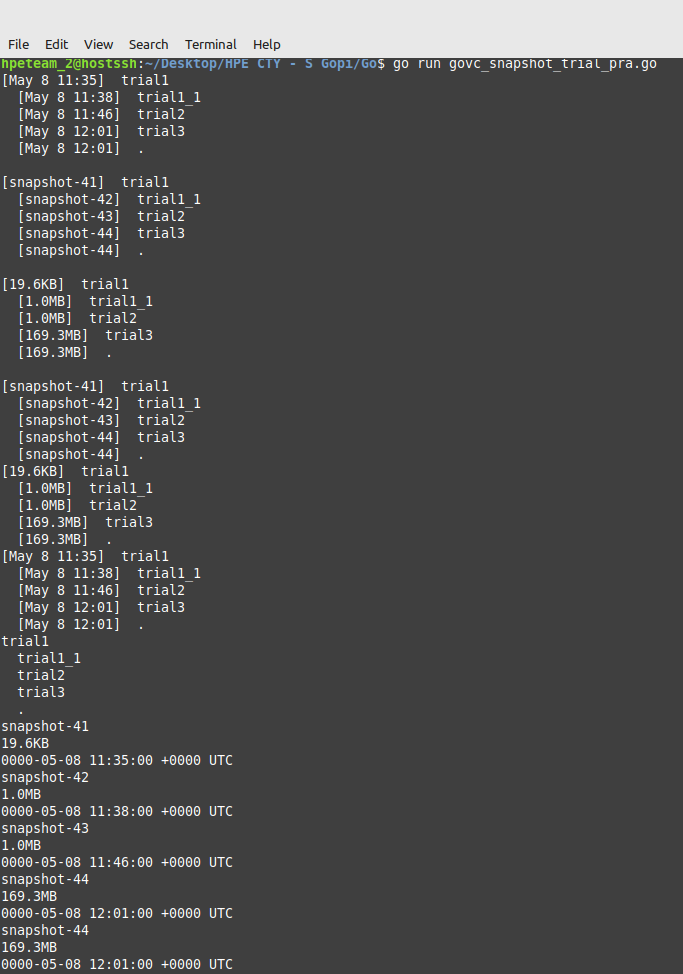 File Edit View Search Terminal Help
hpeteam_2@hostssh:~/Desktop/HPE CTY - S Gopi/Go$ go run govc_snapshot_trial_pra.go
[May 8 11:35]  trial1
  [May 8 11:38]  trial1_1
  [May 8 11:46]  trial2
  [May 8 12:01]  trial3
  [May 8 12:01]  .

[snapshot-41]  trial1
  [snapshot-42]  trial1_1
  [snapshot-43]  trial2
  [snapshot-44]  trial3
  [snapshot-44]  .

[19.6KB]  trial1
  [1.0MB]  trial1_1
  [1.0MB]  trial2
  [169.3MB]  trial3
  [169.3MB]  .

[snapshot-41]  trial1
  [snapshot-42]  trial1_1
  [snapshot-43]  trial2
  [snapshot-44]  trial3
  [snapshot-44]  .
[19.6KB]  trial1
  [1.0MB]  trial1_1
  [1.0MB]  trial2
  [169.3MB]  trial3
  [169.3MB]  .
[May 8 11:35]  trial1
  [May 8 11:38]  trial1_1
  [May 8 11:46]  trial2
  [May 8 12:01]  trial3
  [May 8 12:01]  .
trial1
  trial1_1
  trial2
  trial3
  .
snapshot-41
19.6KB
0000-05-08 11:35:00 +0000 UTC
snapshot-42
1.0MB
0000-05-08 11:38:00 +0000 UTC
snapshot-43
1.0MB
0000-05-08 11:46:00 +0000 UTC
snapshot-44
169.3MB
0000-05-08 12:01:00 +0000 UTC
snapshot-44
169.3MB
0000-05-08 12:01:00 +0000 UTC